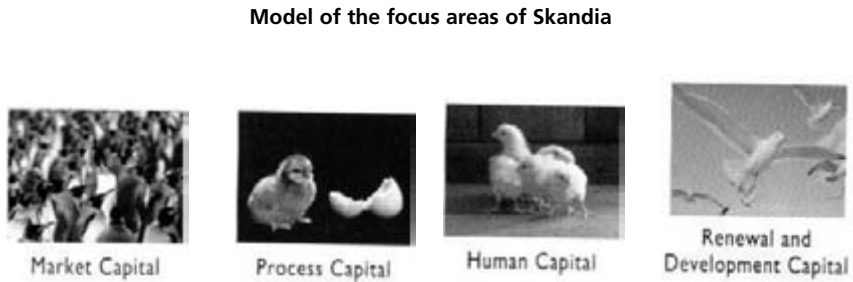 Model of the focus areas of Skandia
Market Capital
Process Capital
Human Capital
Renewal and
Development Capital